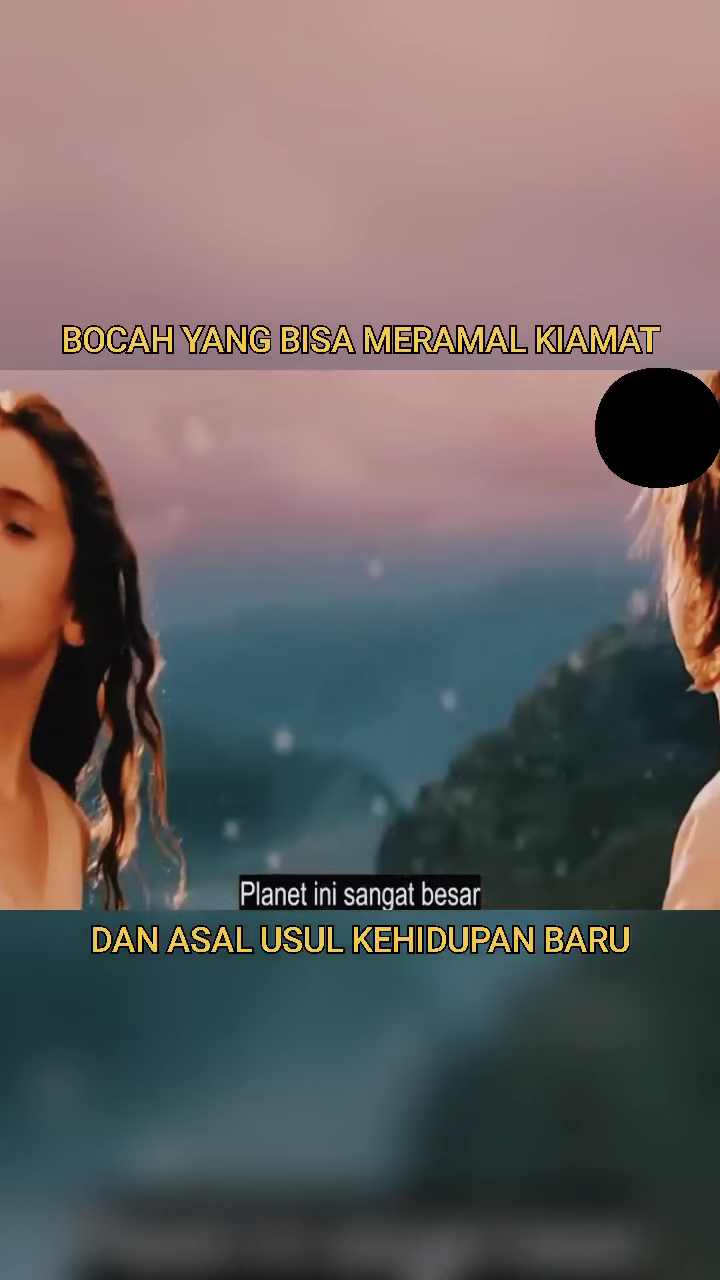 BOCAH YANG BISA MERAMAL KIAMAT
Planet ini sangat besar
DAN ASAL USUL KEHIDUPAN BARU